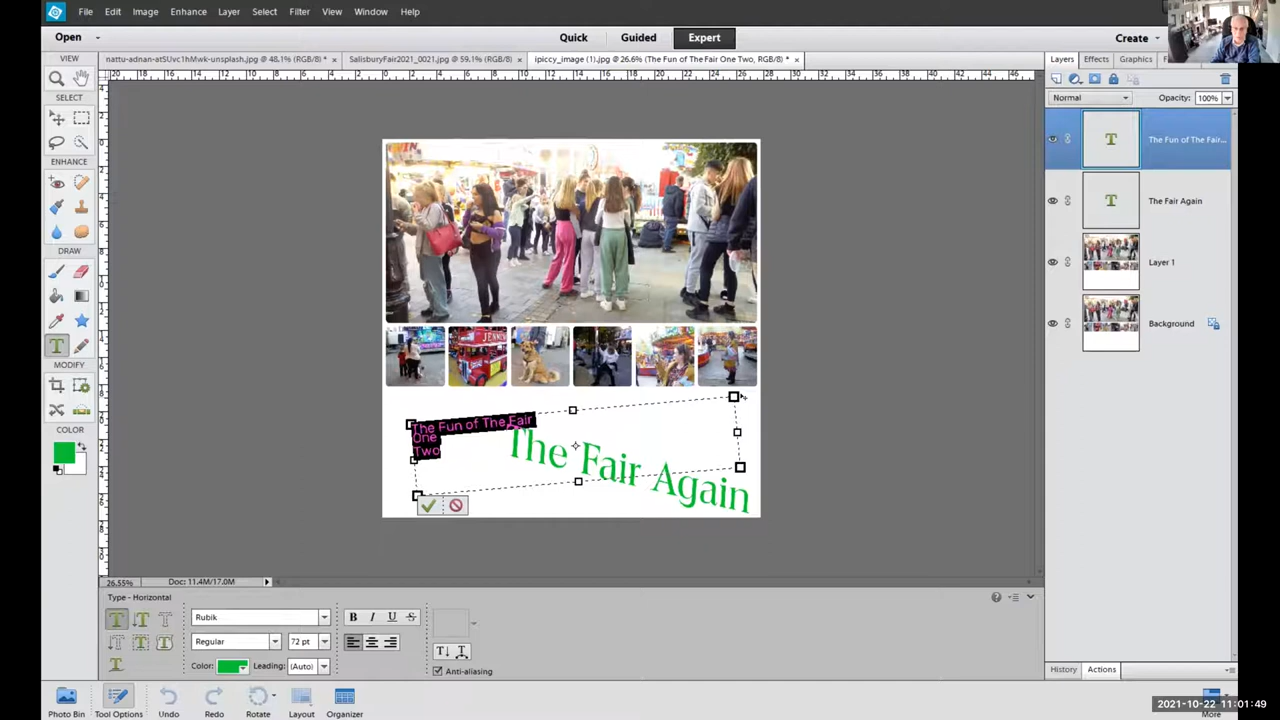 File Edit Image Enhance Layer Select Filter View Window Help
Open Quick Guided Expert Create
VIEW
nattu-adnan-atSUvc1hMwk-unsplash.jpg @ 48.1% (RGB/8) * × SalisburyFair2021_0021.jpg @ 59.1% (RGB/8) × ipiccy_image (1).jpg @ 26.6% (The Fun of The Fair One Two, RGB/8) * ×
Layers Effects Graphics
Normal Opacity: 100%
SELECT
ENHANCE
DRAW
MODIFY
COLOR
T The Fun of The Fair...
T The Fair Again
Layer 1
Background
JENNER
The Fun of The Fair
One
Two
The Fair Again
26.55% Doc: 11.4M/17.0M
Type - Horizontal
Rubik
Regular 72 pt
Color: Leading: (Auto)
B I U S
Anti-aliasing
History Actions
Photo Bin Tool Options Undo Redo Rotate Layout Organizer More
2021-10-22 11:01:49